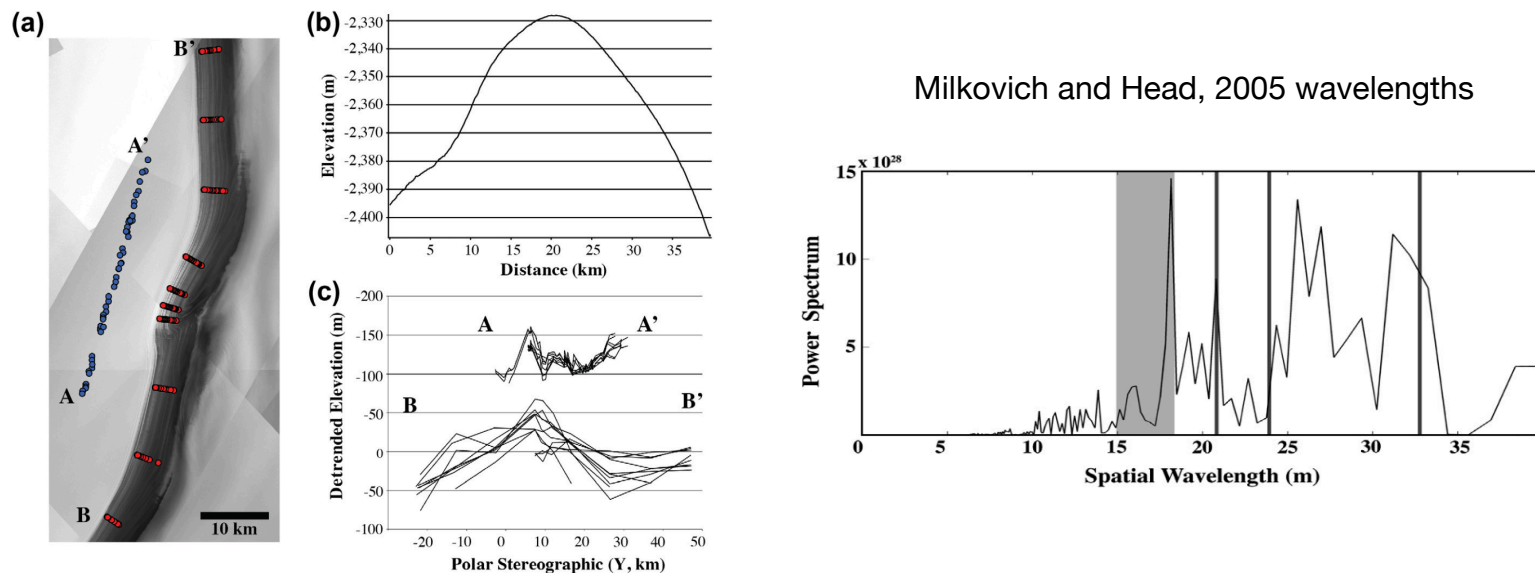 (a)
B'
A'
A
B
10 km
(b)
Elevation (m)
-2,330
-2,340
-2,350
-2,360
-2,370
-2,380
-2,390
-2,400
0 5 10 15 20 25 30 35
Distance (km)
(c)
Detrended Elevation (m)
-200
-150
-100
-50
0
50
-100
A A'
B B'
-20 -10 0 10 20 30 40 50
Polar Stereographic (Y, km)
Milkovich and Head, 2005 wavelengths
x 10²⁸
Power Spectrum
15
10
5
0 5 10 15 20 25 30 35
Spatial Wavelength (m)